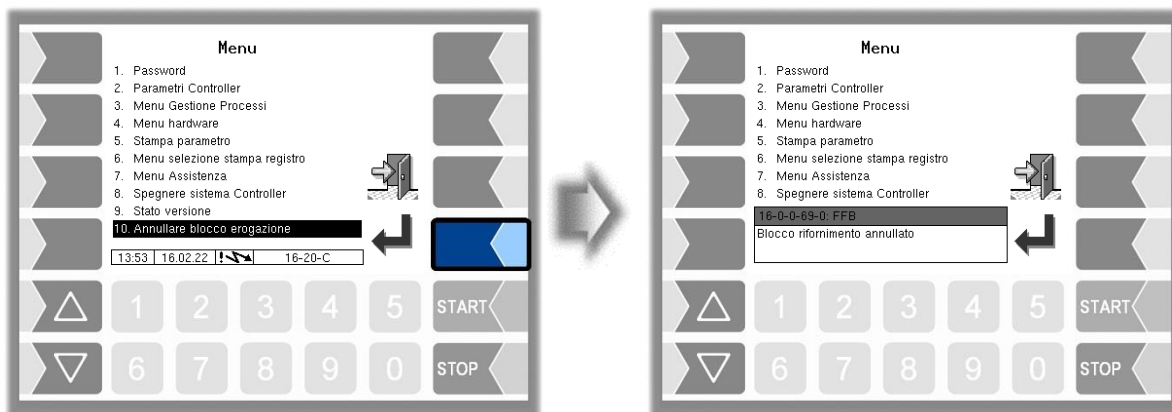 Menu
1. Password
2. Parametri Controller
3. Menu Gestione Processi
4. Menu hardware
5. Stampa parametro
6. Menu selezione stampa registro
7. Menu Assistenza
8. Spegnere sistema Controller
9. Stato versione
10. Annullare blocco erogazione
13:53 16.02.22 16-20-C
1 2 3 4 5 START
6 7 8 9 0 STOP
Menu
1. Password
2. Parametri Controller
3. Menu Gestione Processi
4. Menu hardware
5. Stampa parametro
6. Menu selezione stampa registro
7. Menu Assistenza
8. Spegnere sistema Controller
16-0-0-69-0: FFB
Blocco rifornimento annullato
1 2 3 4 5 START
6 7 8 9 0 STOP